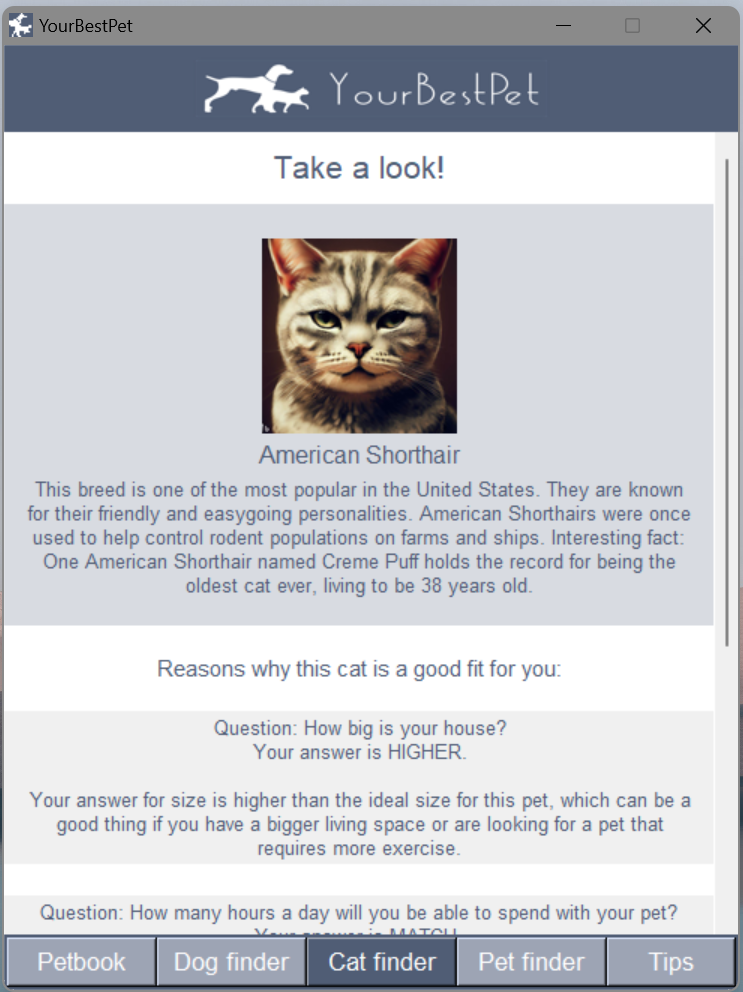 YourBestPet
YourBestPet
Take a look!
American Shorthair
This breed is one of the most popular in the United States. They are known
for their friendly and easygoing personalities. American Shorthairs were once
used to help control rodent populations on farms and ships. Interesting fact:
One American Shorthair named Creme Puff holds the record for being the
oldest cat ever, living to be 38 years old.
Reasons why this cat is a good fit for you:
Question: How big is your house?
Your answer is HIGHER.
Your answer for size is higher than the ideal size for this pet, which can be a
good thing if you have a bigger living space or are looking for a pet that
requires more exercise.
Question: How many hours a day will you be able to spend with your pet?
Your answer is MATCH
Petbook Dog finder Cat finder Pet finder Tips